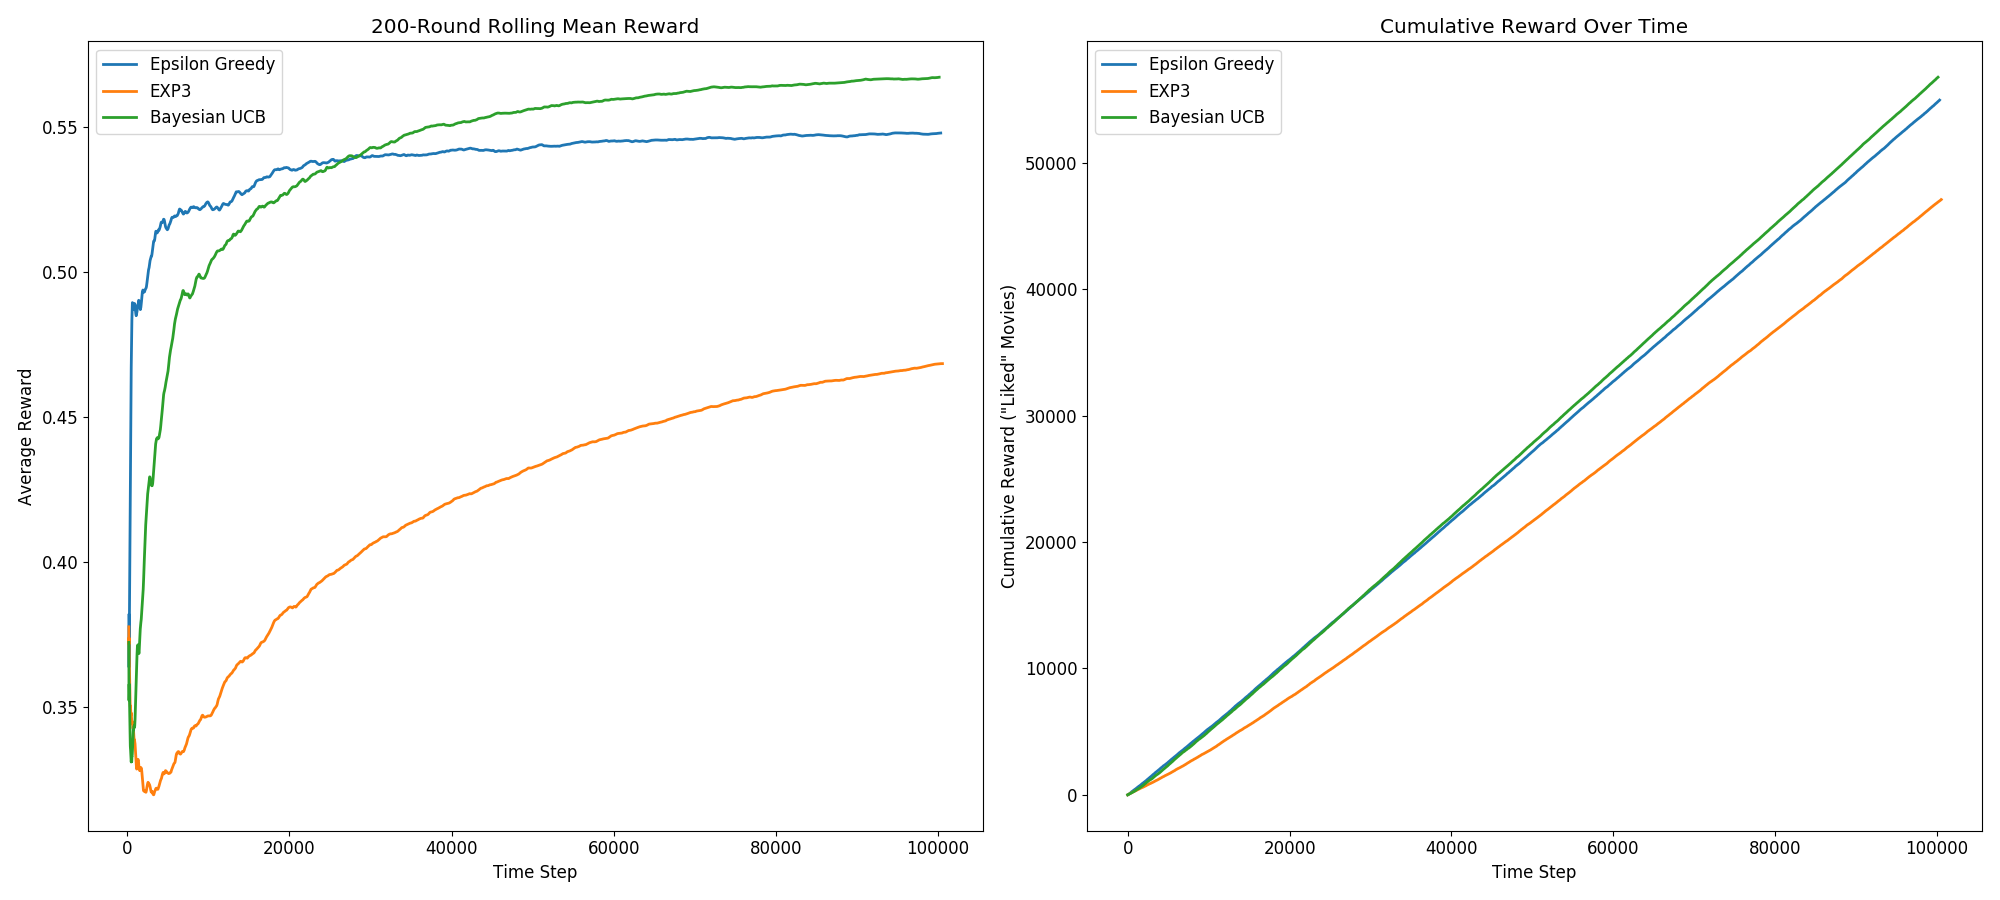 200-Round Rolling Mean Reward
Epsilon Greedy
EXP3
Bayesian UCB
0.55
0.50
0.45
0.40
0.35
Average Reward
0
20000
40000
60000
80000
100000
Time Step
Cumulative Reward Over Time
Epsilon Greedy
EXP3
Bayesian UCB
50000
40000
30000
20000
10000
0
Cumulative Reward ("Liked" Movies)
0
20000
40000
60000
80000
100000
Time Step